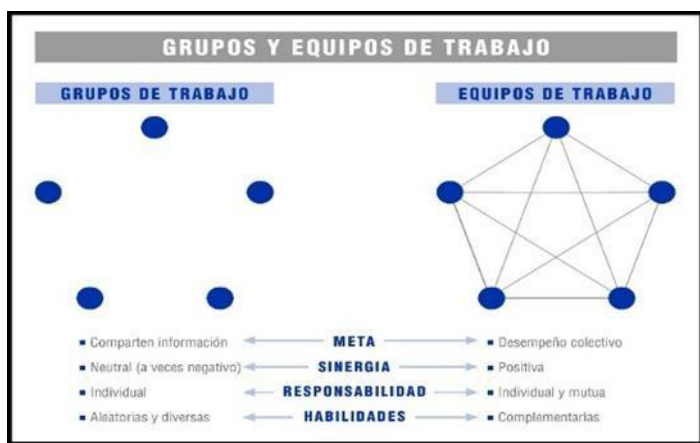 GRUPOS Y EQUIPOS DE TRABAJO
GRUPOS DE TRABAJO
EQUIPOS DE TRABAJO
Comparten información META Desempeño colectivo
Neutral (a veces negativo) SINERGIA Positiva
Individual RESPONSABILIDAD Individual y mutua
Aleatorias y diversas HABILIDADES Complementarias